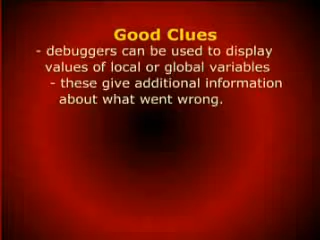 Good Clues
- debuggers can be used to display
values of local or global variables
- these give additional information
about what went wrong.